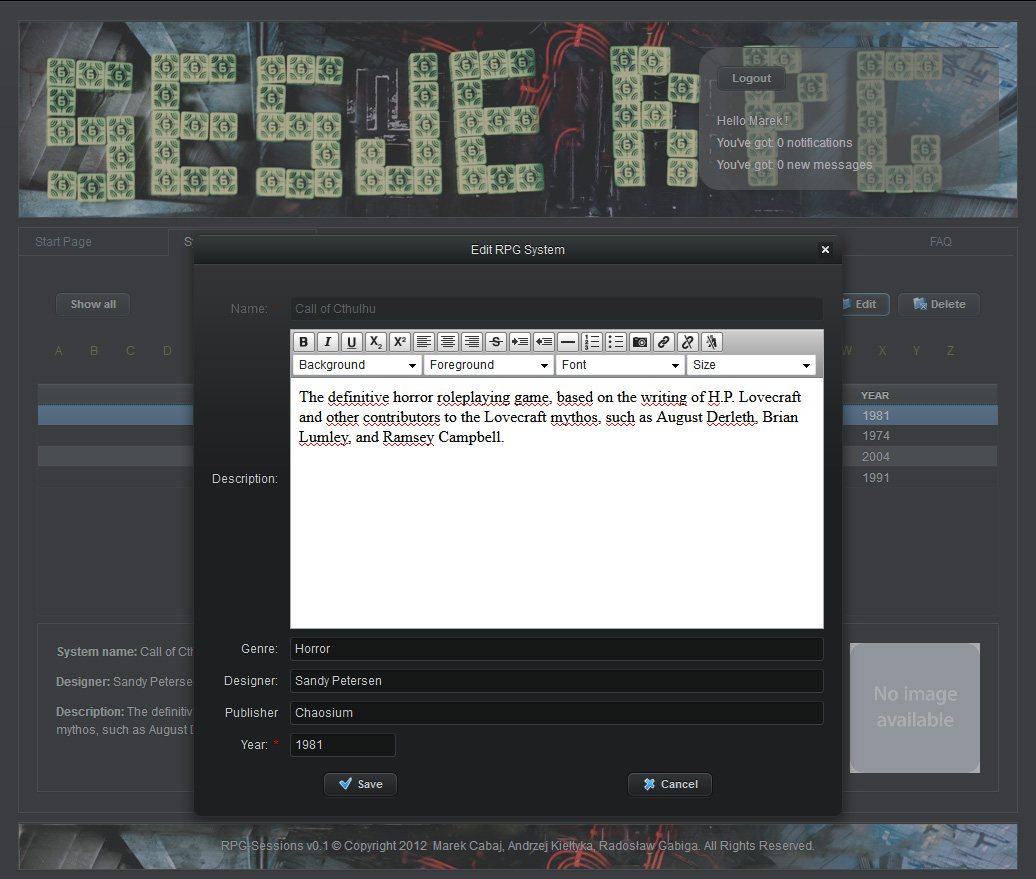 SESJE RPG
Logout
Hello Marek !
You've got: 0 notifications
You've got: 0 new messages
Start Page
FAQ
Edit RPG System
Show all
Edit
Delete
Name: Call of Cthulhu
A B C D
W X Y Z
B I U X2 X2
Background Foreground Font Size
The definitive horror roleplaying game, based on the writing of H.P. Lovecraft
and other contributors to the Lovecraft mythos, such as August Derleth, Brian
Lumley, and Ramsey Campbell.
YEAR
1981
1974
2004
1991
Description:
Genre: Horror
Designer: Sandy Petersen
Publisher Chaosium
Year: * 1981
Save
Cancel
System name: Call of Cth
Designer: Sandy Peterse
Description: The definitiv
mythos, such as August D
No image
available
RPG-Sessions v0.1 © Copyright 2012 Marek Cabaj, Andrzej Kiełtyka, Radosław Gabiga. All Rights Reserved.